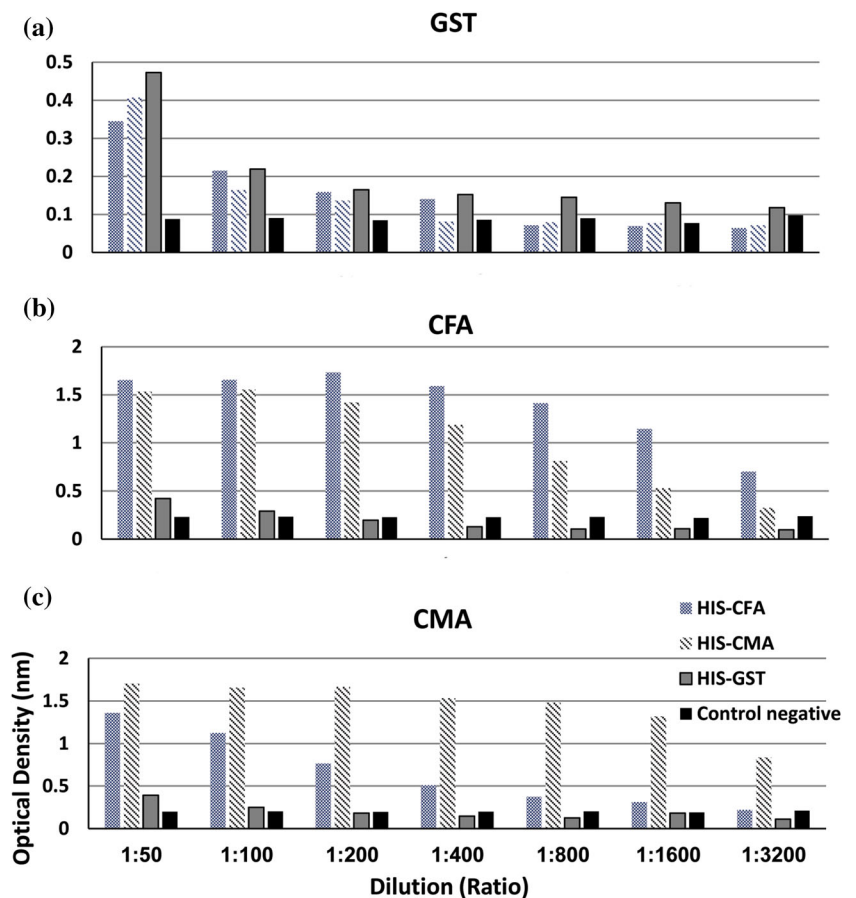 (a)
GST
0.5
0.4
0.3
0.2
0.1
0
(b)
CFA
2
1.5
1
0.5
0
(c)
CMA
HIS-CFA
HIS-CMA
HIS-GST
Control negative
Optical Density (nm)
2
1.5
1
0.5
0
1:50 1:100 1:200 1:400 1:800 1:1600 1:3200
Dilution (Ratio)